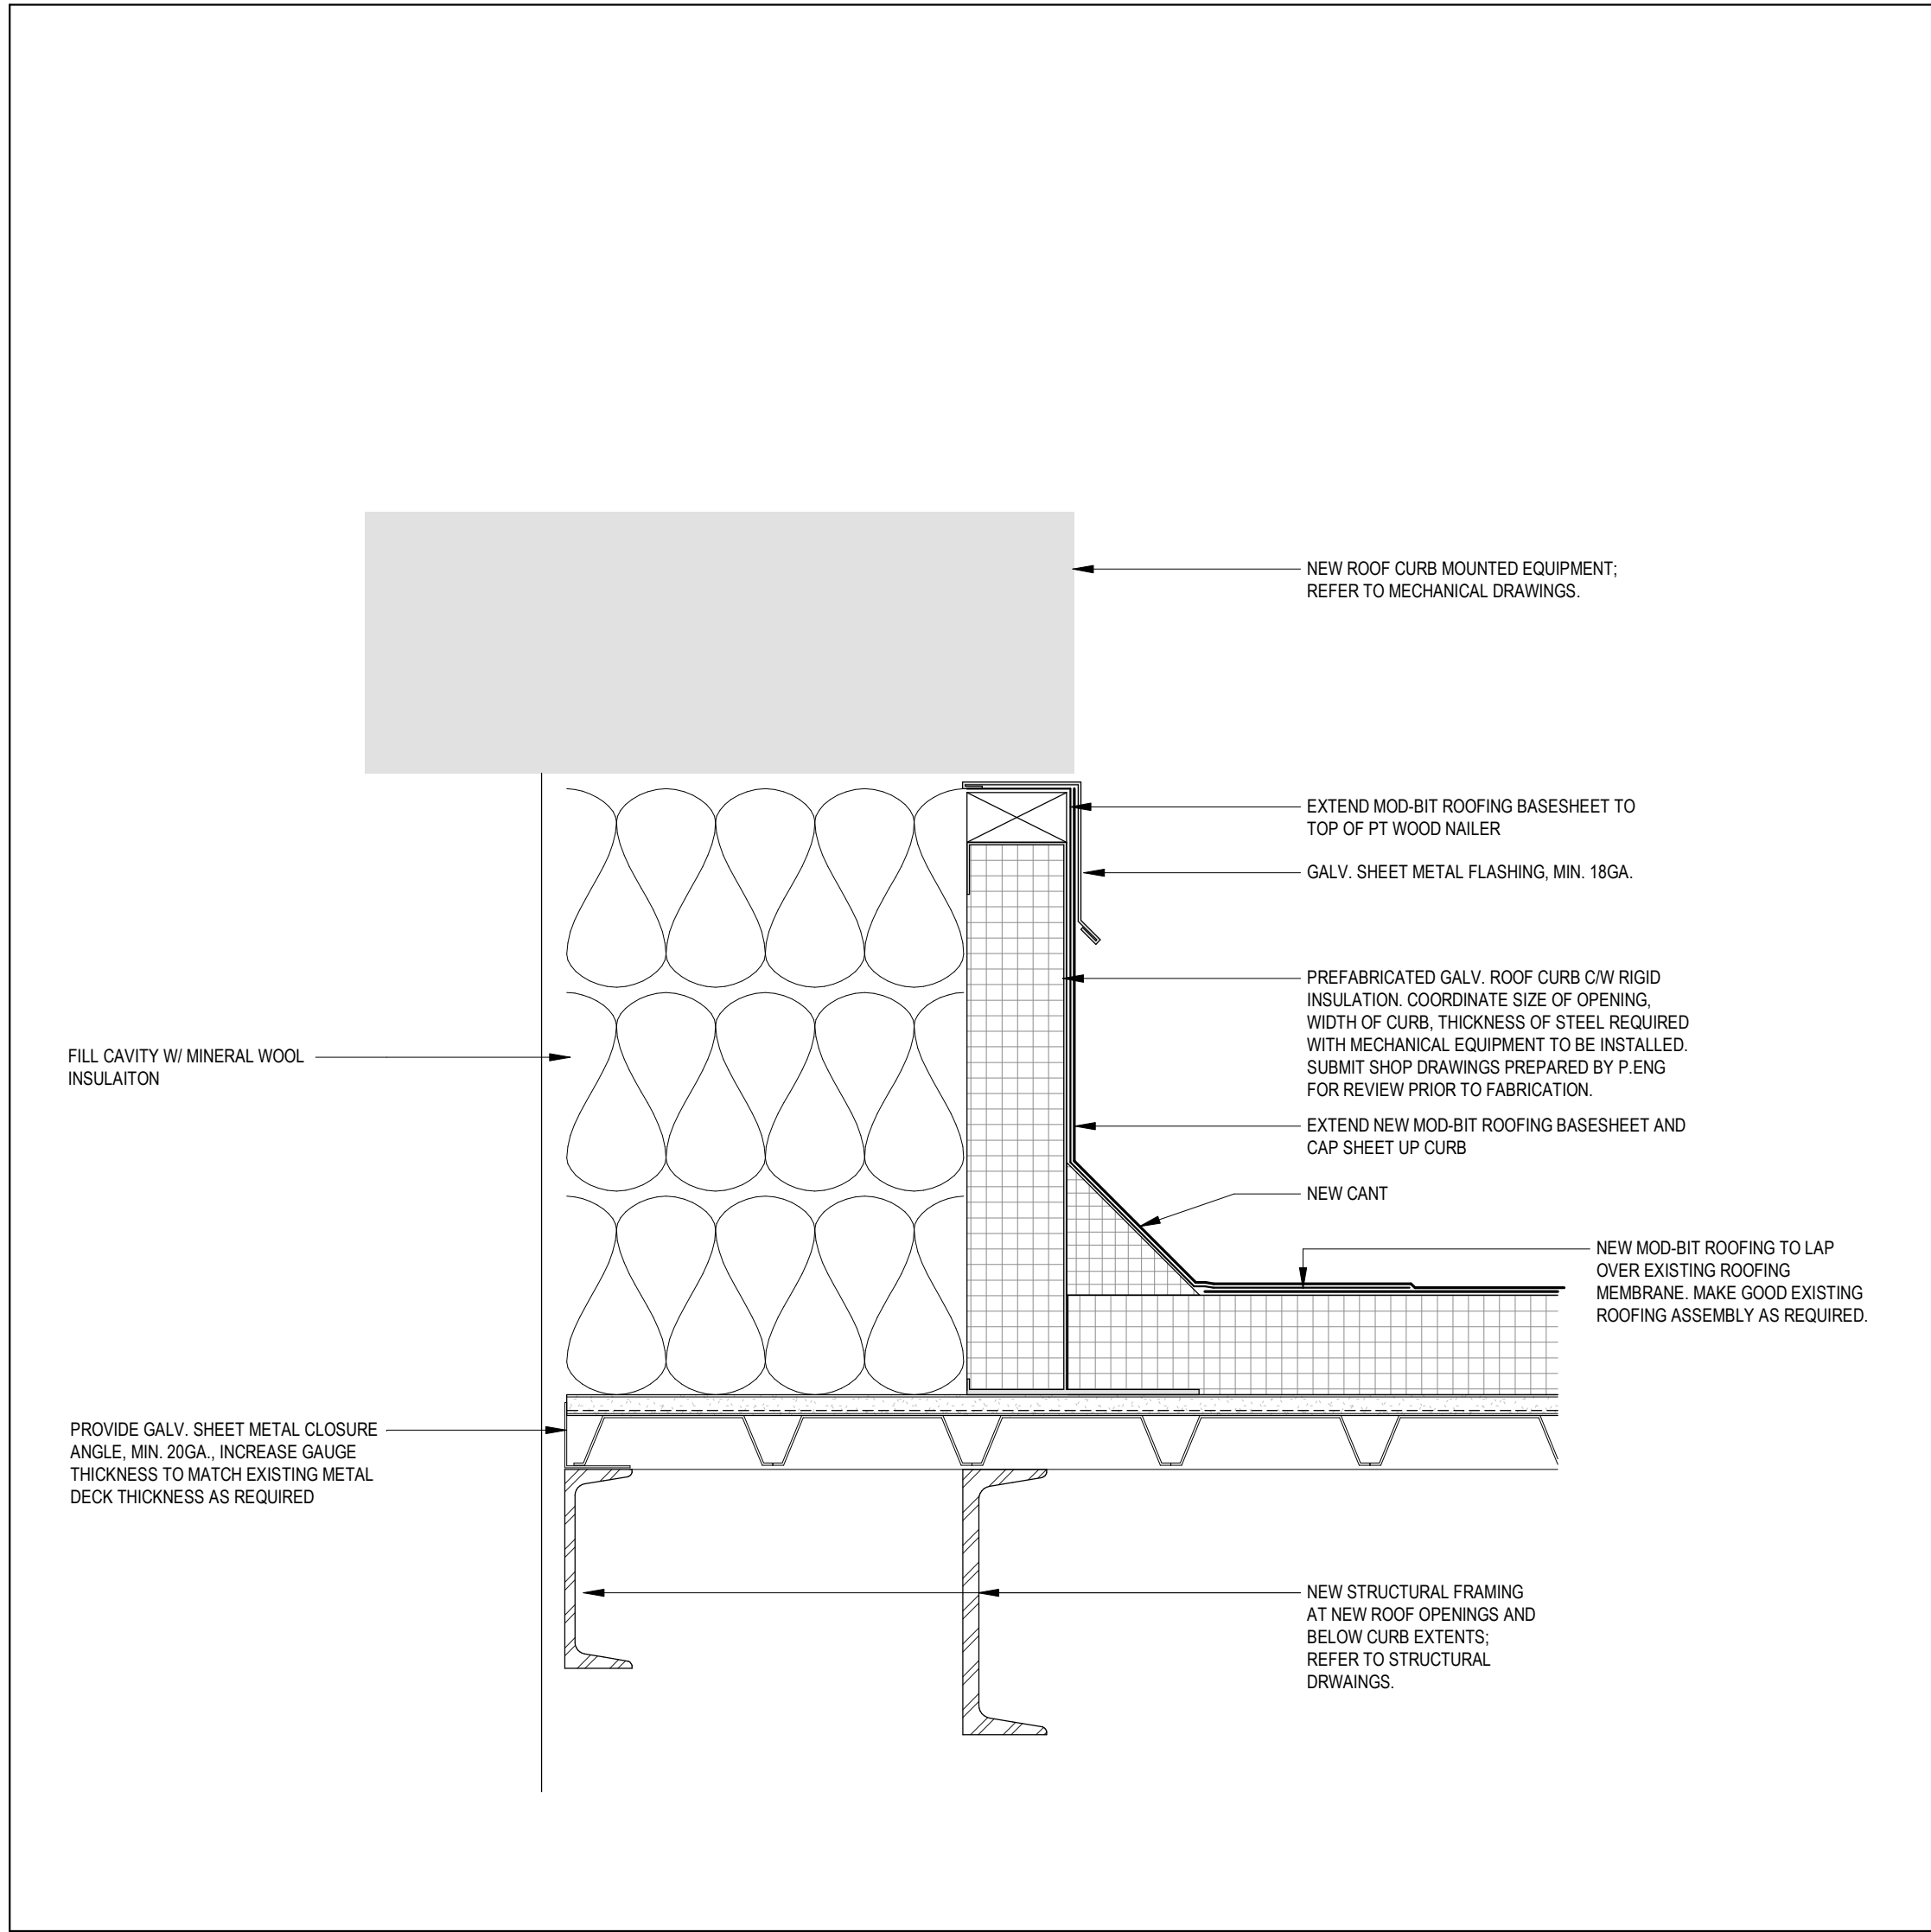 NEW ROOF CURB MOUNTED EQUIPMENT;
REFER TO MECHANICAL DRAWINGS.
EXTEND MOD-BIT ROOFING BASESHEET TO
TOP OF PT WOOD NAILER
GALV. SHEET METAL FLASHING, MIN. 18GA.
PREFABRICATED GALV. ROOF CURB C/W RIGID
INSULATION. COORDINATE SIZE OF OPENING,
WIDTH OF CURB, THICKNESS OF STEEL REQUIRED
WITH MECHANICAL EQUIPMENT TO BE INSTALLED.
SUBMIT SHOP DRAWINGS PREPARED BY P.ENG
FOR REVIEW PRIOR TO FABRICATION.
FILL CAVITY W/ MINERAL WOOL
INSULAITON
EXTEND NEW MOD-BIT ROOFING BASESHEET AND
CAP SHEET UP CURB
NEW CANT
NEW MOD-BIT ROOFING TO LAP
OVER EXISTING ROOFING
MEMBRANE. MAKE GOOD EXISTING
ROOFING ASSEMBLY AS REQUIRED.
PROVIDE GALV. SHEET METAL CLOSURE
ANGLE, MIN. 20GA., INCREASE GAUGE
THICKNESS TO MATCH EXISTING METAL
DECK THICKNESS AS REQUIRED
NEW STRUCTURAL FRAMING
AT NEW ROOF OPENINGS AND
BELOW CURB EXTENTS;
REFER TO STRUCTURAL
DRWAINGS.